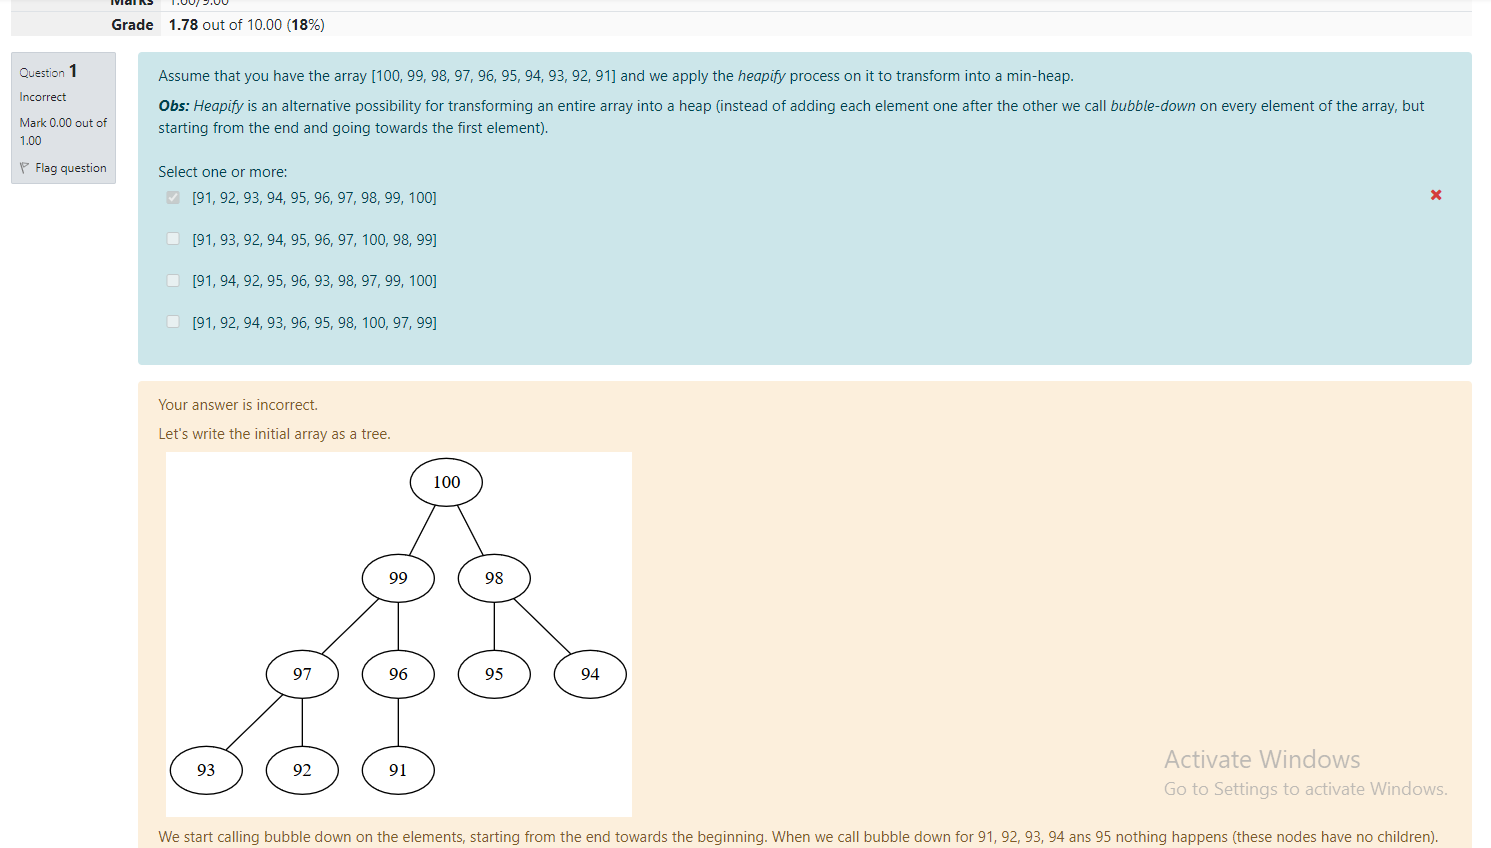 Marks 1.00/9.00
Grade 1.78 out of 10.00 (18%)
Question 1
Incorrect
Mark 0.00 out of
1.00
Flag question
Assume that you have the array [100, 99, 98, 97, 96, 95, 94, 93, 92, 91] and we apply the heapify process on it to transform into a min-heap.
Obs: Heapify is an alternative possibility for transforming an entire array into a heap (instead of adding each element one after the other we call bubble-down on every element of the array, but
starting from the end and going towards the first element).
Select one or more:
[91, 92, 93, 94, 95, 96, 97, 98, 99, 100]
[91, 93, 92, 94, 95, 96, 97, 100, 98, 99]
[91, 94, 92, 95, 96, 93, 98, 97, 99, 100]
[91, 92, 94, 93, 96, 95, 98, 100, 97, 99]
Your answer is incorrect.
Let's write the initial array as a tree.
100
99 98
97 96 95 94
93 92 91
Activate Windows
Go to Settings to activate Windows.
We start calling bubble down on the elements, starting from the end towards the beginning. When we call bubble down for 91, 92, 93, 94 ans 95 nothing happens (these nodes have no children).